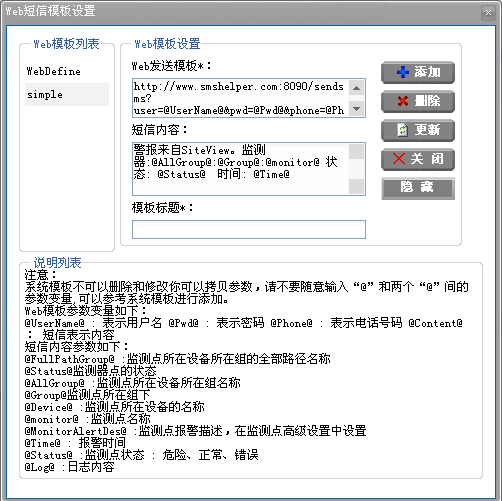 Web短信模板设置
Web模板列表
WebDefine
simple
Web模板设置
Web发送模板*：
http://www.smshelper.com:8090/sends
ms?
user=@UserName@&pwd=@Pwd@&phone=@Ph
短信内容：
警报来自SiteView。监测
器:@AllGroup@:@Group@:@monitor@ 状
态: @Status@ 时间: @Time@
模板标题*：
添加
删除
更新
关 闭
隐 藏
说明列表
注意：
系统模板不可以删除和修改你可以拷贝参数，请不要随意输入“@”和两个“@”间的
参数变量,可以参考系统模板进行添加。
Web模板参数变量如下：
@UserName@ : 表示用户名 @Pwd@ : 表示密码 @Phone@ : 表示电话号码 @Content@
: 短信表示内容
短信内容参数如下：
@FullPathGroup@ :监测点所在设备所在组的全部路径名称
@Status@监测器点的状态
@AllGroup@ :监测点所在设备所在组名称
@Group@监测点所在组下
@Device@ :监测点所在设备的名称
@monitor@ :监测点名称
@MonitorAlertDes@ :监测点报警描述，在监测点高级设置中设置
@Time@ : 报警时间
@Status@ :监测点状态 : 危险、正常、错误
@Log@ :日志内容